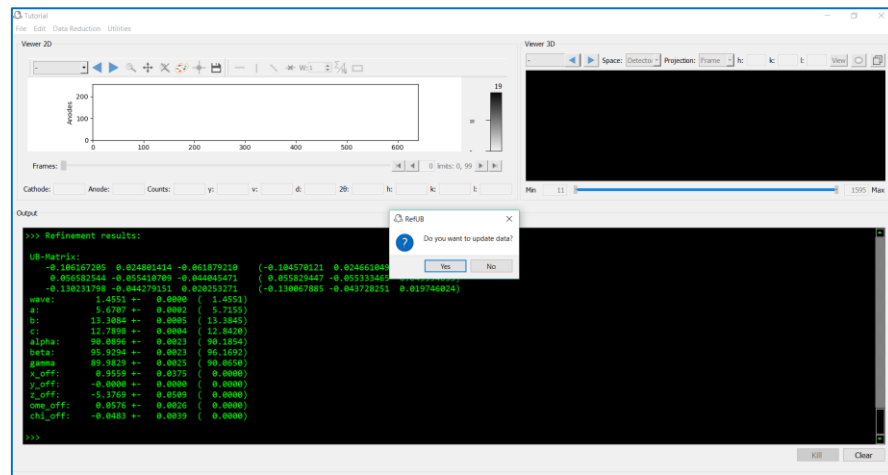 Tutorial
File Edit Data Reduction Utilities
Viewer 2D
Viewer 3D
-
W: 1
-
Space: Detector Projection: Frame h: k: l: View
19
200
100
0
Anodes
0 100 200 300 400 500 600
Frames: 0 limits: 0, 99
Cathode: Anode: Counts: γ: ν: d: 2θ: h: k: l:
Min 11 1595 Max
Output
RefUB
Do you want to update data?
Yes No
>>> Refinement results:
UB-Matrix:
-0.106167205 0.024801414 -0.061879210 (-0.104570121 0.024661049
0.056582544 -0.055410709 -0.044045471 ( 0.055829447 -0.055333465
-0.130231798 -0.044279151 0.020253271 (-0.130067885 -0.043728251 0.019746024)
wave: 1.4551 +- 0.0000 ( 1.4551)
a: 5.6707 +- 0.0002 ( 5.7155)
b: 13.3084 +- 0.0005 ( 13.3845)
c: 12.7898 +- 0.0004 ( 12.8420)
alpha: 90.0896 +- 0.0023 ( 90.1854)
beta: 95.9294 +- 0.0023 ( 96.1692)
gamma 89.9829 +- 0.0025 ( 90.0650)
x_off: 0.9559 +- 0.0375 ( 0.0000)
y_off: -0.0000 +- 0.0000 ( 0.0000)
z_off: -5.3769 +- 0.0509 ( 0.0000)
ome_off: 0.0576 +- 0.0026 ( 0.0000)
chi_off: -0.0483 +- 0.0039 ( 0.0000)
>>>
Kill Clear